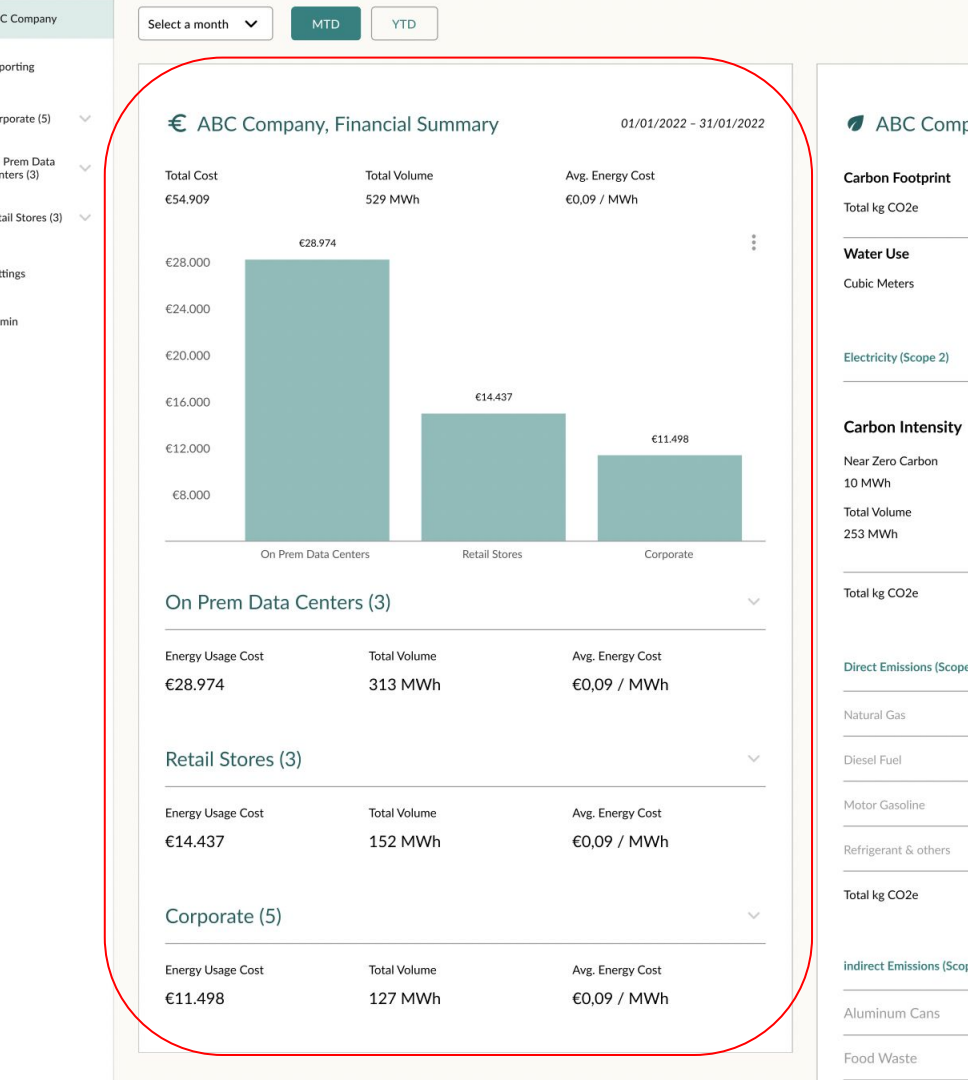 C Company
porting
rporate (5)
Prem Data
nters (3)
tail Stores (3)
ttings
min
Select a month
MTD
YTD
€ ABC Company, Financial Summary
01/01/2022 – 31/01/2022
Total Cost
Total Volume
Avg. Energy Cost
€54.909
529 MWh
€0,09 / MWh
€28.974
€28.000
€24.000
€20.000
€16.000
€14.437
€12.000
€11.498
€8.000
On Prem Data Centers
Retail Stores
Corporate
On Prem Data Centers (3)
Energy Usage Cost
Total Volume
Avg. Energy Cost
€28.974
313 MWh
€0,09 / MWh
Retail Stores (3)
Energy Usage Cost
Total Volume
Avg. Energy Cost
€14.437
152 MWh
€0,09 / MWh
Corporate (5)
Energy Usage Cost
Total Volume
Avg. Energy Cost
€11.498
127 MWh
€0,09 / MWh
ABC Comp
Carbon Footprint
Total kg CO2e
Water Use
Cubic Meters
Electricity (Scope 2)
Carbon Intensity
Near Zero Carbon
10 MWh
Total Volume
253 MWh
Total kg CO2e
Direct Emissions (Scope
Natural Gas
Diesel Fuel
Motor Gasoline
Refrigerant & others
Total kg CO2e
indirect Emissions (Scop
Aluminum Cans
Food Waste